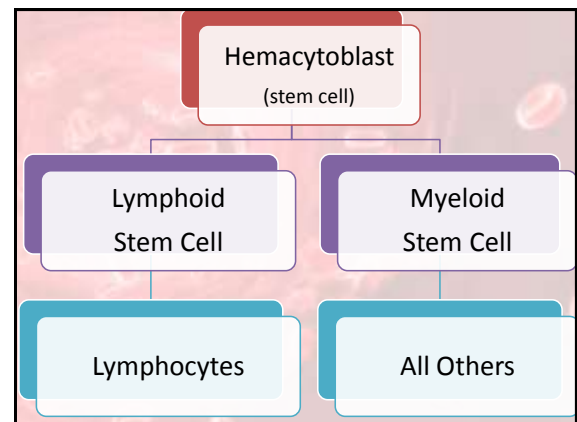 Hemacytoblast
(stem cell)
Lymphoid
Stem Cell
Myeloid
Stem Cell
Lymphocytes
All Others